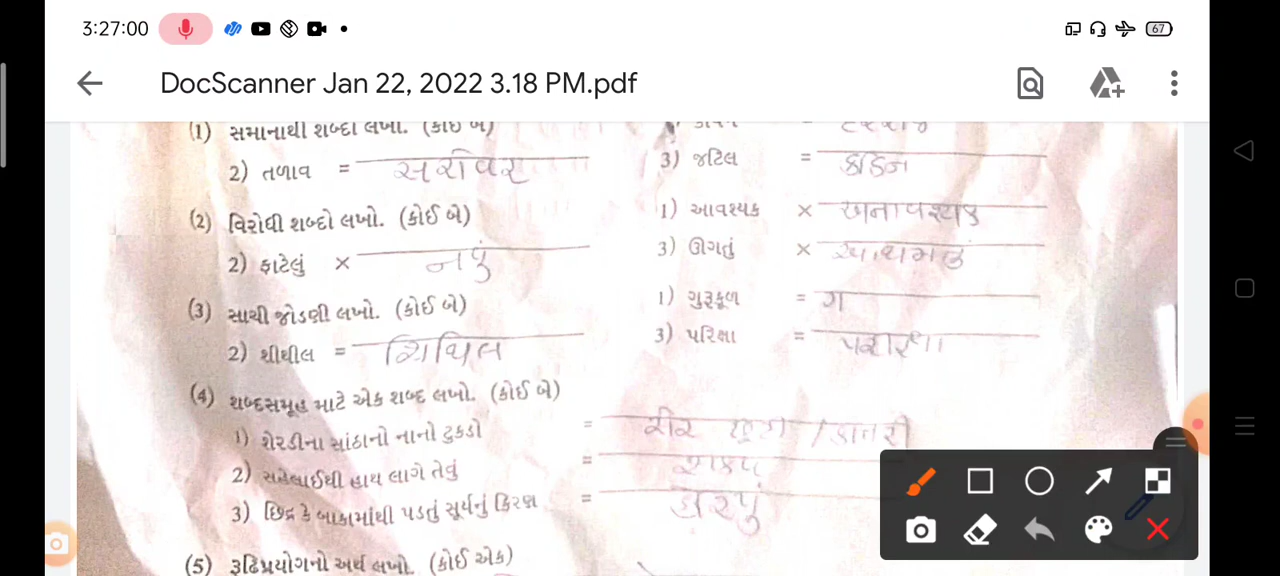 3:27:00
67
DocScanner Jan 22, 2022 3.18 PM.pdf
(1) સમાનાથી શબ્દો લખો. (કોઈ બે)
2) તળાવ = સરોવર
3) જટિલ = કઠિન
(2) વિરોધી શબ્દો લખો. (કોઈ બે)
1) આવશ્યક × અનાવશ્યક
2) ફાટેલું × નવું
3) ઊગતું × આથમતું
(3) સાચી જોડણી લખો. (કોઈ બે)
1) ગુરૂકૂળ = ગ
2) શીથીલ = શિથિલ
3) પરિક્ષા =
(4) શબ્દસમૂહ માટે એક શબ્દ લખો. (કોઈ બે)
1) શેરડીના સાંઠાનો નાનો ટુકડો =
2) સહેલાઈથી હાથ લાગે તેવું =
3) છિદ્ર કે બાકામાંથી પડતું સૂર્યનું કિરણ =
(5) રૂઢિપ્રયોગનો અર્થ લખો. (કોઈ એક)